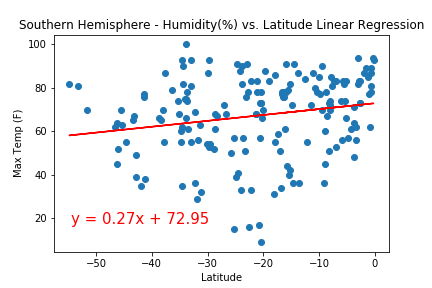 Southern Hemisphere - Humidity(%) vs. Latitude Linear Regression
Max Temp (F)
100
80
60
40
20
y = 0.27x + 72.95
−50
−40
−30
−20
−10
0
Latitude